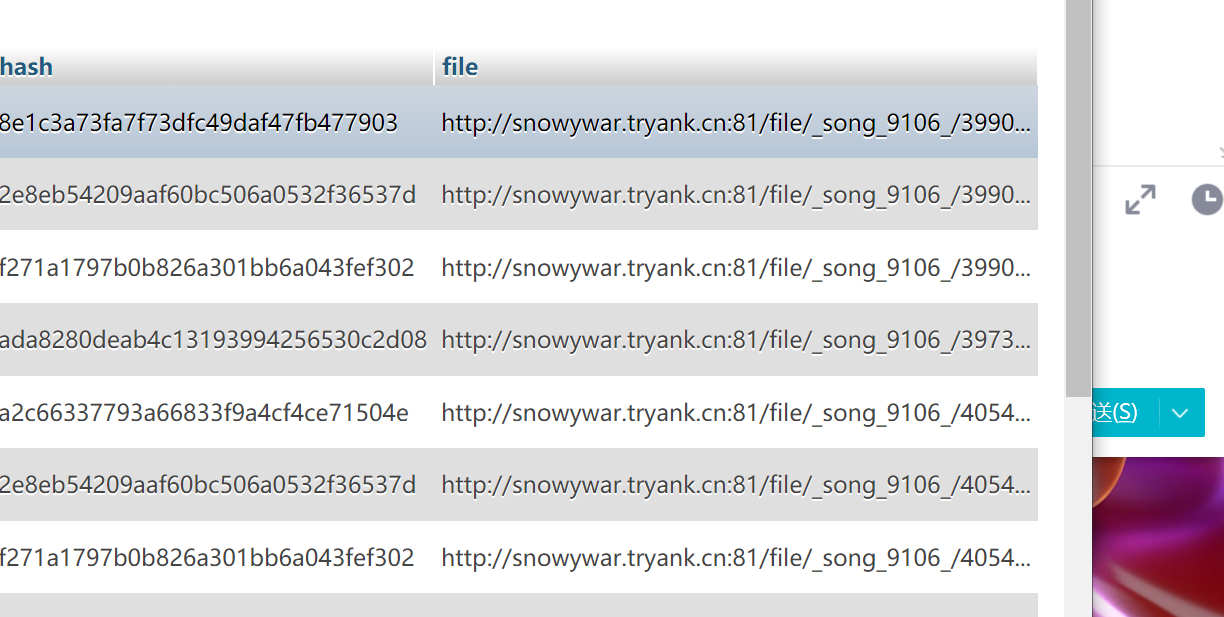 hash file
8e1c3a73fa7f73dfc49daf47fb477903 http://snowywar.tryank.cn:81/file/_song_9106_/3990...
2e8eb54209aaf60bc506a0532f36537d http://snowywar.tryank.cn:81/file/_song_9106_/3990...
f271a1797b0b826a301bb6a043fef302 http://snowywar.tryank.cn:81/file/_song_9106_/3990...
ada8280deab4c13193994256530c2d08 http://snowywar.tryank.cn:81/file/_song_9106_/3973...
a2c66337793a66833f9a4cf4ce71504e http://snowywar.tryank.cn:81/file/_song_9106_/4054...
送(S)
2e8eb54209aaf60bc506a0532f36537d http://snowywar.tryank.cn:81/file/_song_9106_/4054...
f271a1797b0b826a301bb6a043fef302 http://snowywar.tryank.cn:81/file/_song_9106_/4054...